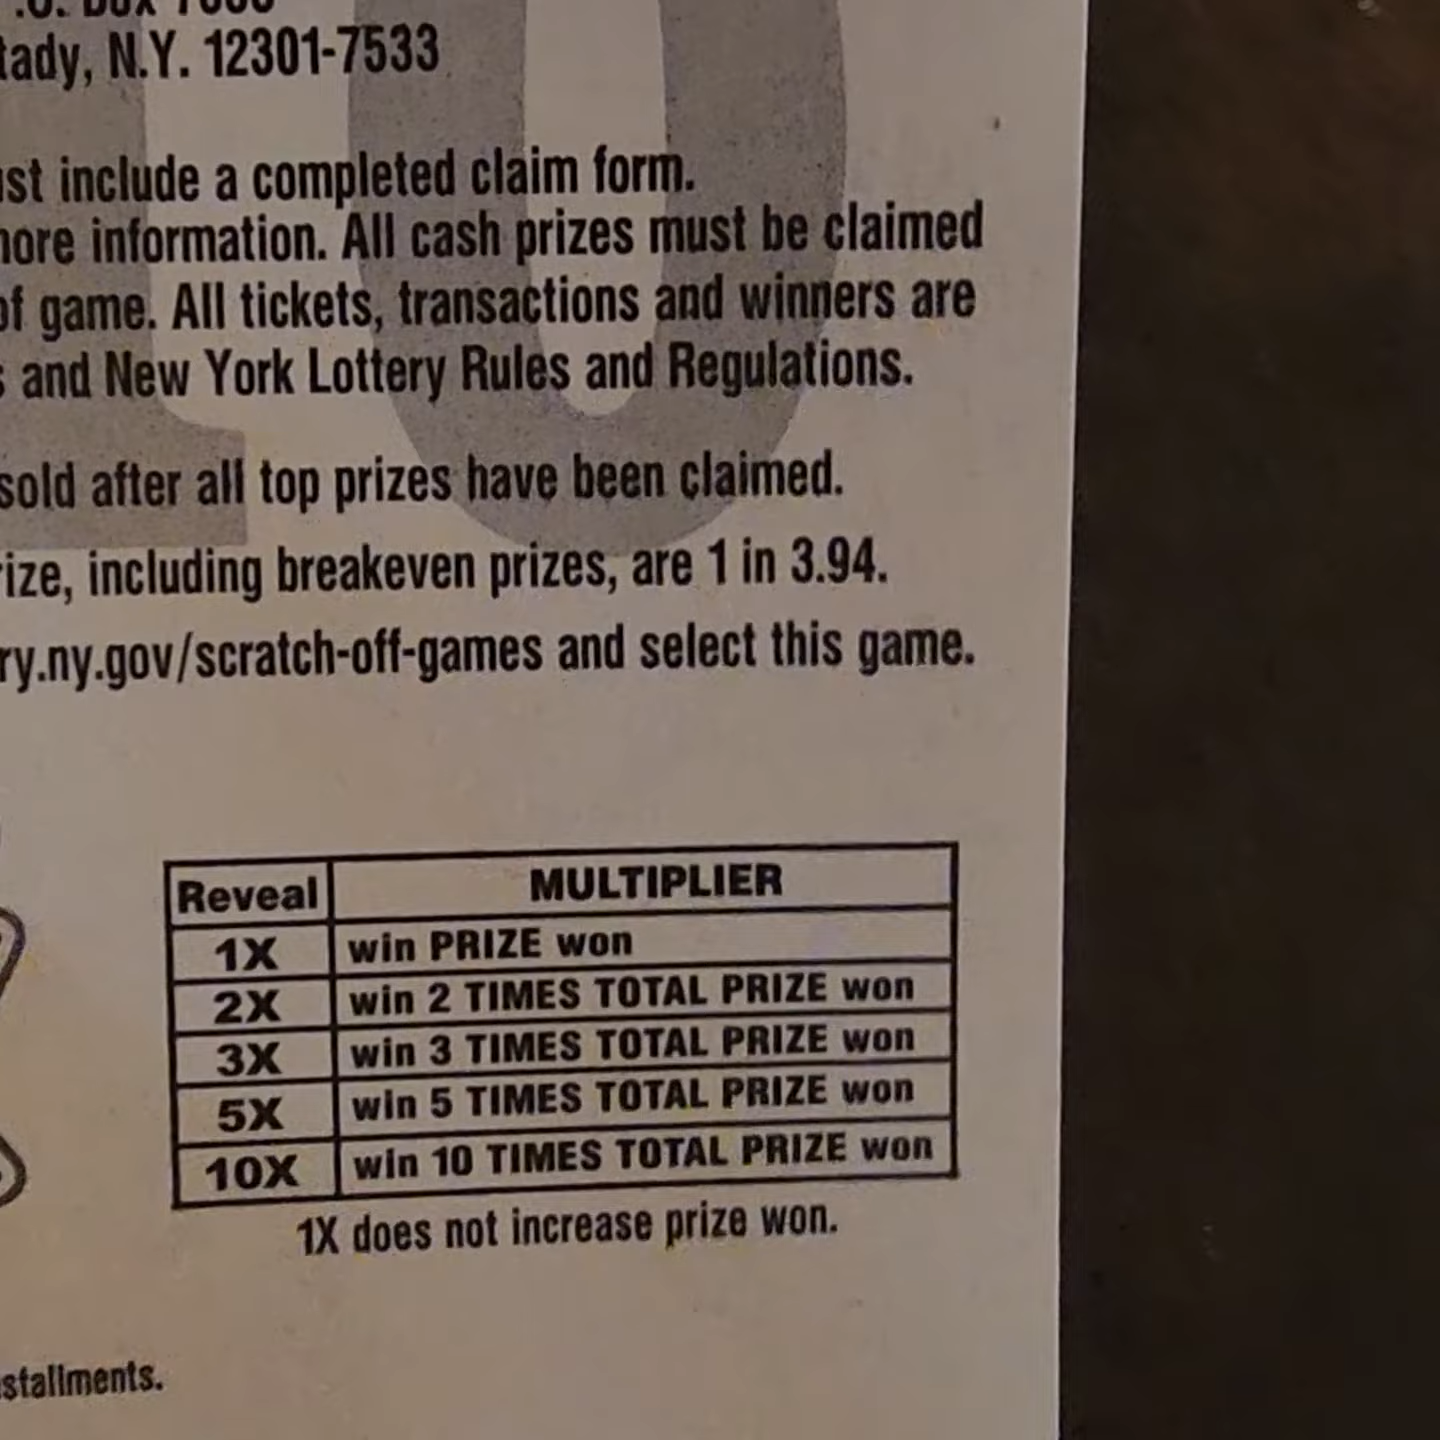 tady, N.Y. 12301-7533
include a completed claim form.
information. All cash prizes must be claimed
of game. All tickets, transactions and winners are
and New York Lottery Rules and Regulations.
sold after all top prizes have been claimed.
including breakeven prizes, are 1 in 3.94.
ry.ny.gov/scratch-off-games and select this game.
Reveal MULTIPLIER
1X win PRIZE won
2X win 2 TIMES TOTAL PRIZE won
3X win 3 TIMES TOTAL PRIZE won
5X win 5 TIMES TOTAL PRIZE won
10X win 10 TIMES TOTAL PRIZE won
1X does not increase prize won.
stallments.